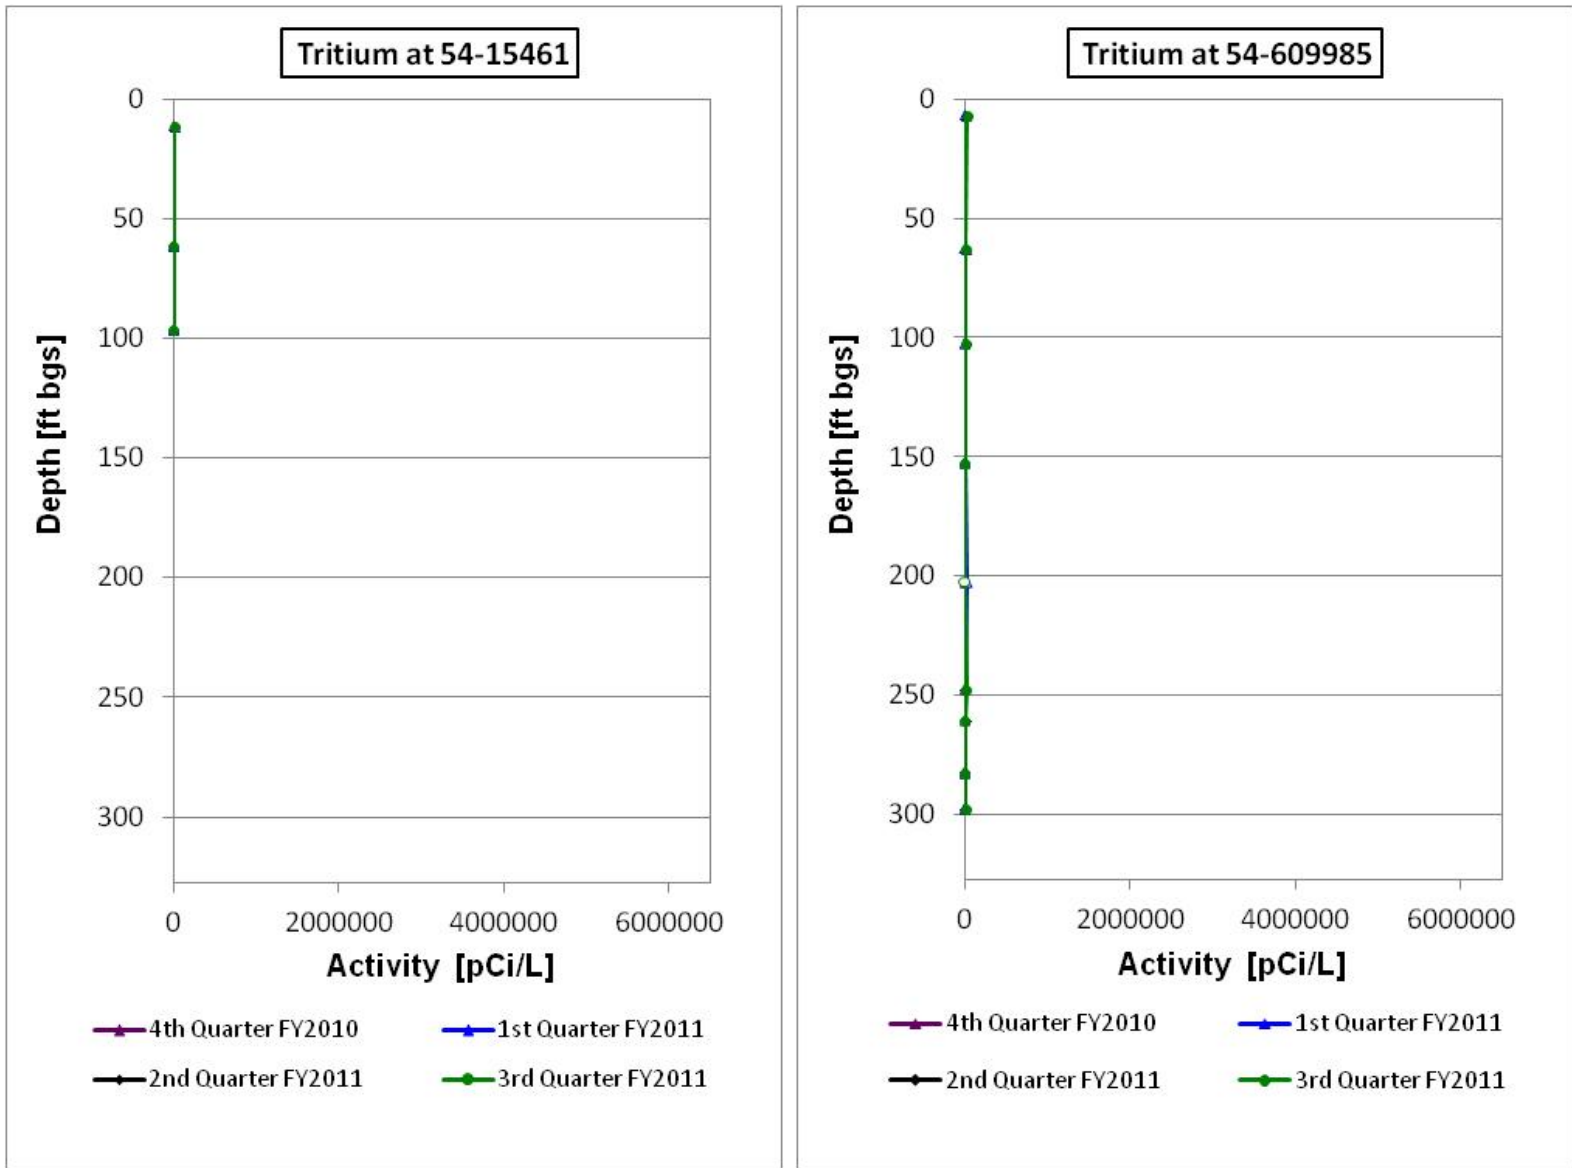 Tritium at 54-15461
0
50
100
150
200
250
300
Depth [ft bgs]
0 2000000 4000000 6000000
Activity [pCi/L]
4th Quarter FY2010 1st Quarter FY2011
2nd Quarter FY2011 3rd Quarter FY2011
Tritium at 54-609985
0
50
100
150
200
250
300
Depth [ft bgs]
0 2000000 4000000 6000000
Activity [pCi/L]
4th Quarter FY2010 1st Quarter FY2011
2nd Quarter FY2011 3rd Quarter FY2011